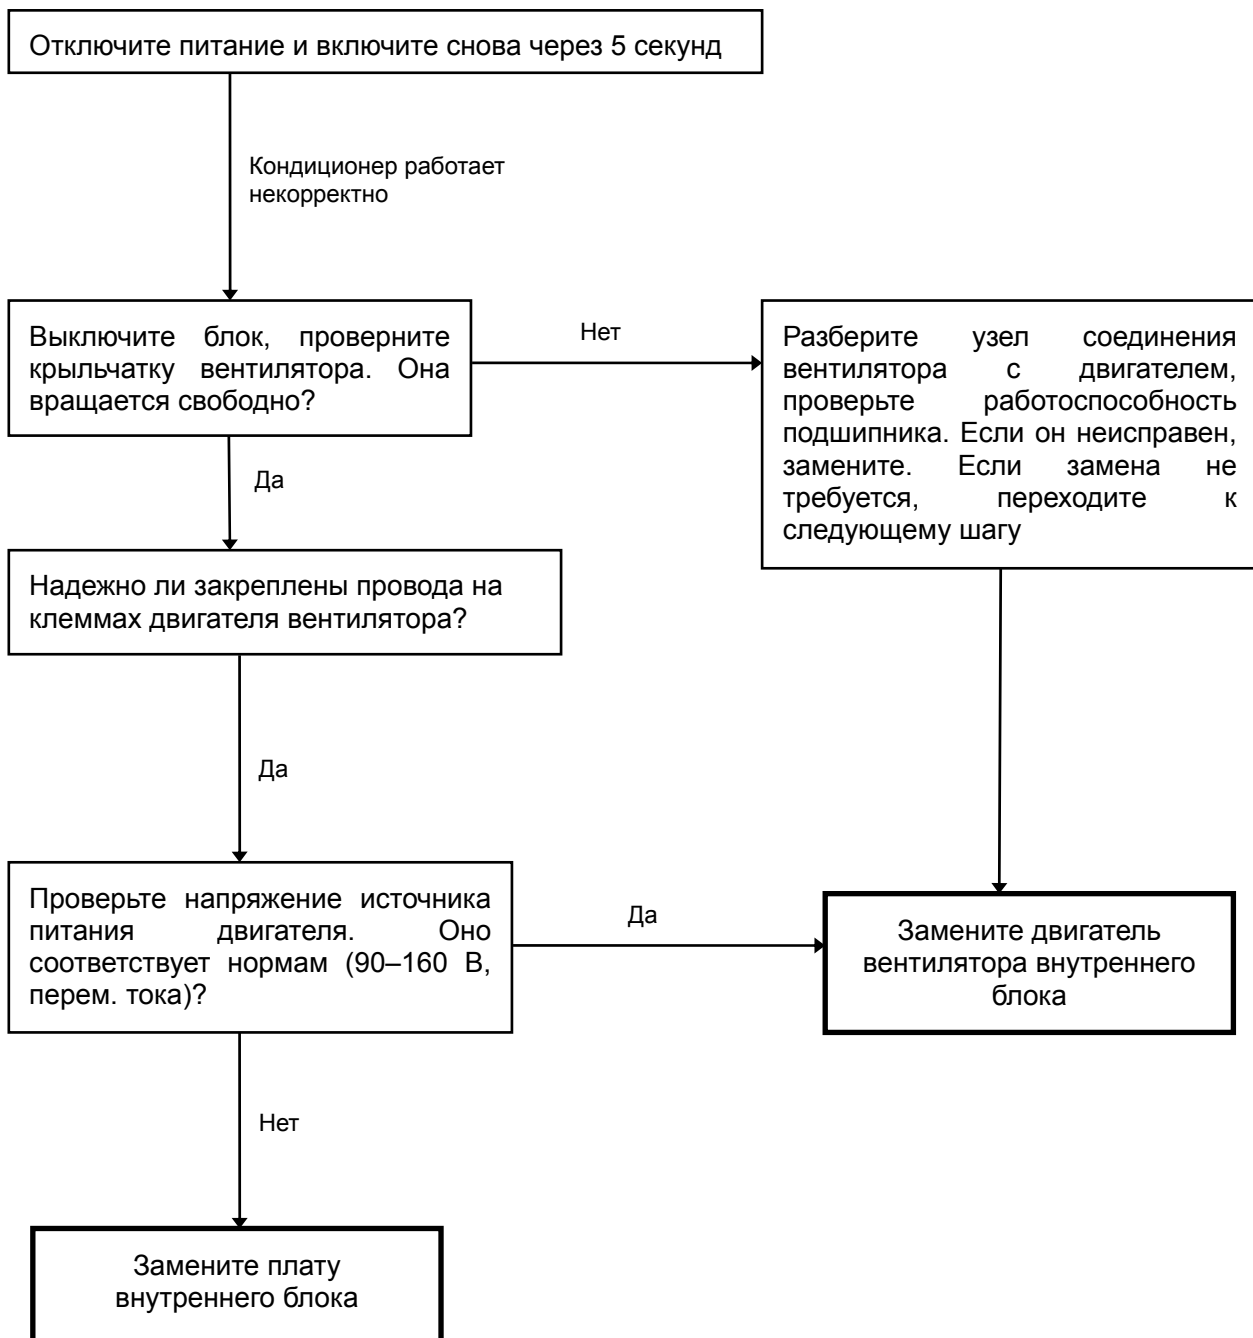 Отключите питание и включите снова через 5 секунд
Кондиционер работает
некорректно
Выключите блок, проверните
крыльчатку вентилятора. Она
вращается свободно?
Нет
Разберите узел соединения
вентилятора с двигателем,
проверьте работоспособность
подшипника. Если он неисправен,
замените. Если замена не
требуется, переходите к
следующему шагу
Да
Надежно ли закреплены провода на
клеммах двигателя вентилятора?
Да
Проверьте напряжение источника
питания двигателя. Оно
соответствует нормам (90–160 В,
перем. тока)?
Да
Замените двигатель
вентилятора внутреннего
блока
Нет
Замените плату
внутреннего блока